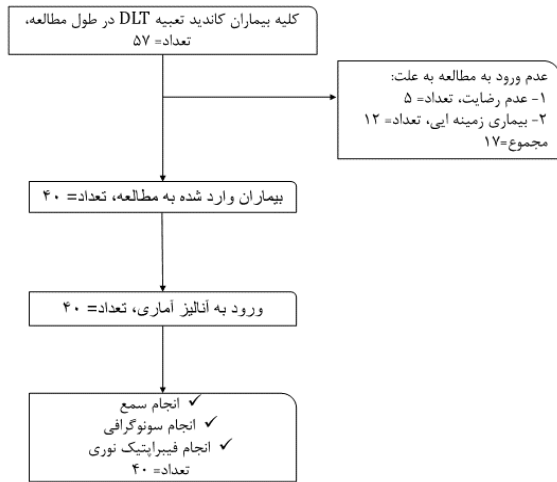 کلیه بیماران کاندید تعبیه DLT در طول مطالعه،
تعداد= ۵۷
عدم ورود به مطالعه به علت:
۱- عدم رضایت، تعداد= ۵
۲- بیماری زمینه ایی، تعداد= ۱۲
مجموع=۱۷
بیماران وارد شده به مطالعه، تعداد= ۴۰
ورود به آنالیز آماری، تعداد= ۴۰
✓ انجام سمع
✓ انجام سونوگرافی
✓ انجام فیبراپتیک نوری
تعداد= ۴۰